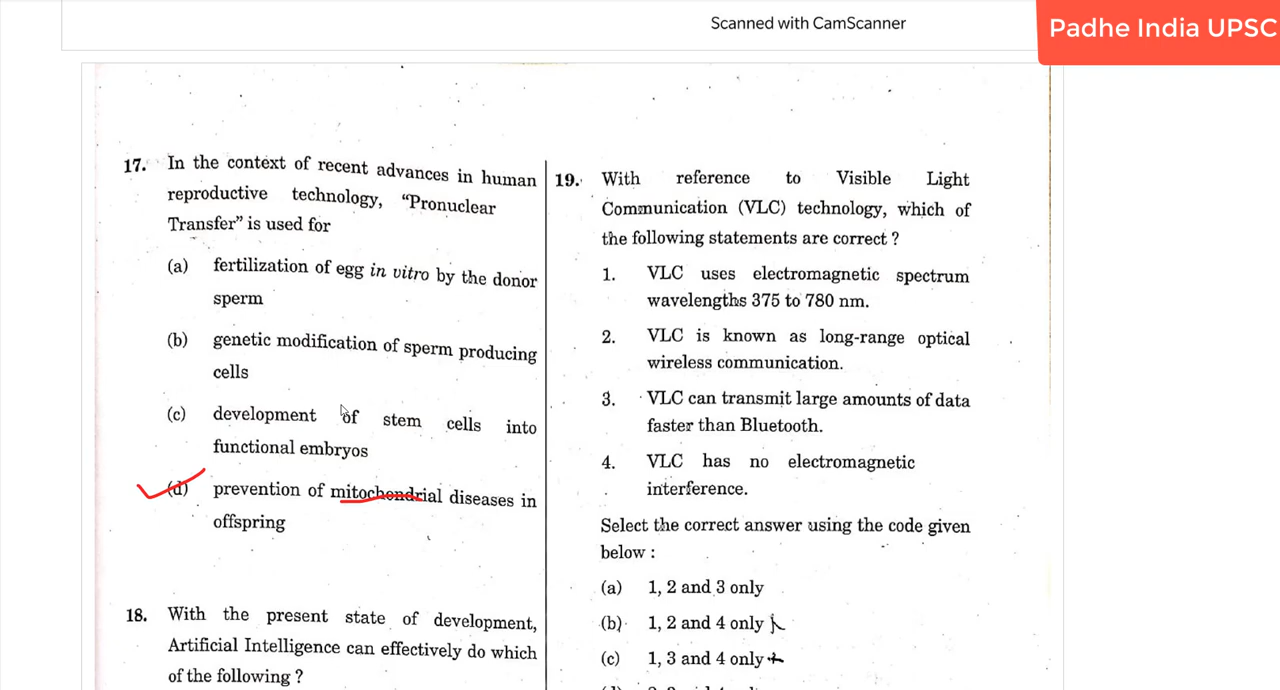 Scanned with CamScanner
Padhe India UPSC
17. In the context of recent advances in human
reproductive technology, “Pronuclear
Transfer” is used for
(a) fertilization of egg in vitro by the donor
sperm
(b) genetic modification of sperm producing
cells
(c) development of stem cells into
functional embryos
(d) prevention of mitochondrial diseases in
offspring
18. With the present state of development,
Artificial Intelligence can effectively do which
of the following ?
19. With reference to Visible Light
Communication (VLC) technology, which of
the following statements are correct ?
1. VLC uses electromagnetic spectrum
wavelengths 375 to 780 nm.
2. VLC is known as long-range optical
wireless communication.
3. VLC can transmit large amounts of data
faster than Bluetooth.
4. VLC has no electromagnetic
interference.
Select the correct answer using the code given
below :
(a) 1, 2 and 3 only
(b) 1, 2 and 4 only
(c) 1, 3 and 4 only